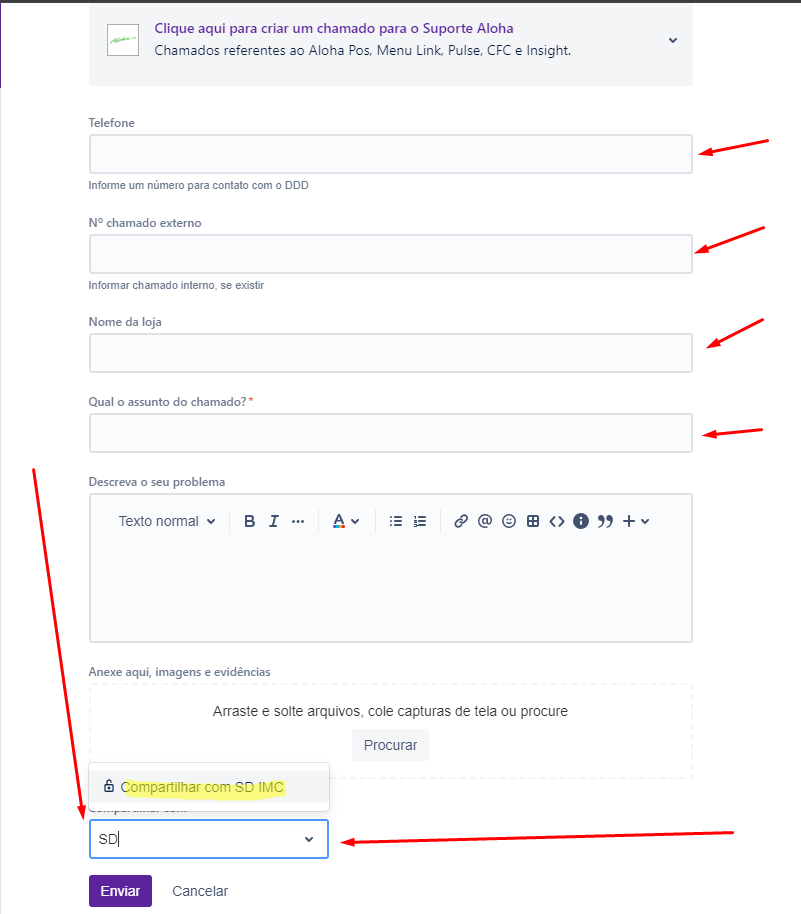 Clique aqui para criar um chamado para o Suporte Aloha
Chamados referentes ao Aloha Pos, Menu Link, Pulse, CFC e Insight.
Telefone
Informe um número para contato com o DDD
Nº chamado externo
Informar chamado interno, se existir
Nome da loja
Qual o assunto do chamado?*
Descreva o seu problema
Texto normal
B I ... A @ <> +
Anexe aqui, imagens e evidências
Arraste e solte arquivos, cole capturas de tela ou procure
Procurar
Compartilhar com SD IMC
Compartilhar com
SD
Enviar Cancelar